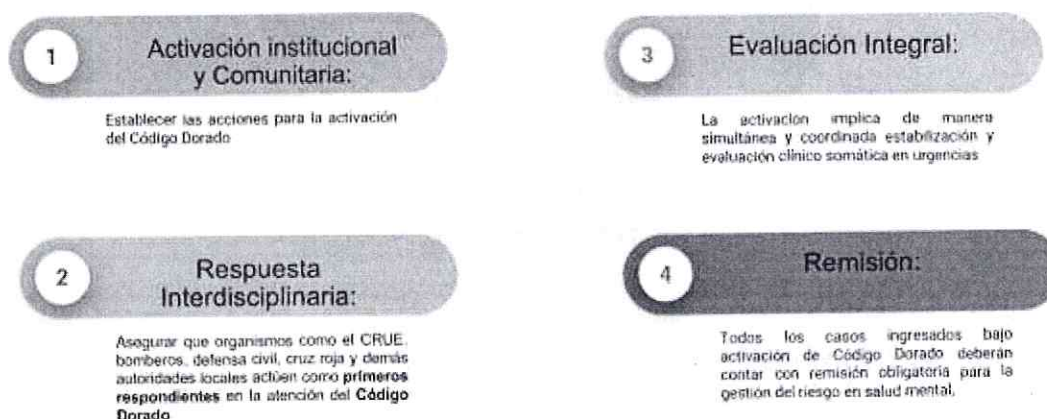 1
Activación institucional
y Comunitaria:
Establecer las acciones para la activación
del Código Dorado
2
Respuesta
Interdisciplinaria:
Asegurar que organismos como el CRUE,
bomberos, defensa civil, cruz roja y demás
autoridades locales actúen como primeros
respondientes en la atención del Código
Dorado
3
Evaluación Integral:
La activación implica de manera
simultánea y coordinada estabilización y
evaluación clínico somática en urgencias
4
Remisión:
Todos los casos ingresados bajo
activación de Código Dorado deberán
contar con remisión obligatoria para la
gestión del riesgo en salud mental.